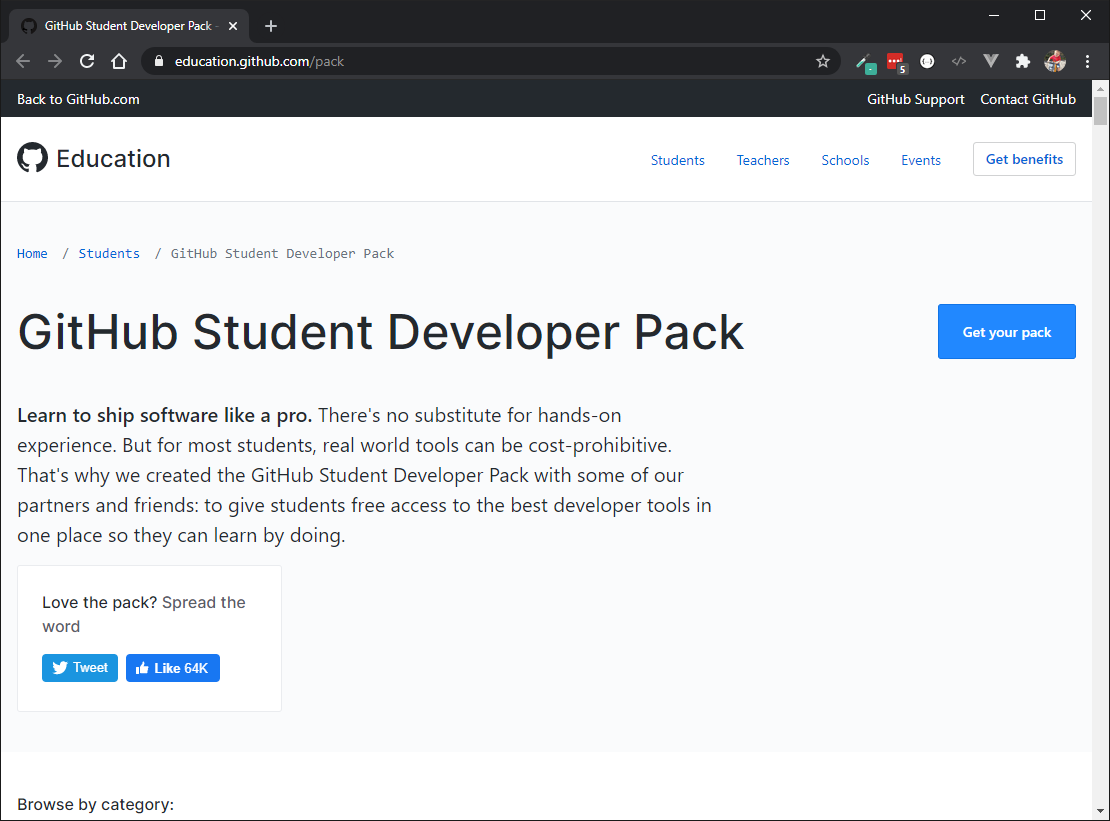 GitHub Student Developer Pack -
education.github.com/pack
5
Back to GitHub.com
GitHub Support
Contact GitHub
Education
Students
Teachers
Schools
Events
Get benefits
Home / Students / GitHub Student Developer Pack
GitHub Student Developer Pack
Get your pack
Learn to ship software like a pro. There's no substitute for hands-on
experience. But for most students, real world tools can be cost-prohibitive.
That's why we created the GitHub Student Developer Pack with some of our
partners and friends: to give students free access to the best developer tools in
one place so they can learn by doing.
Love the pack? Spread the
word
Tweet
Like 64K
Browse by category: